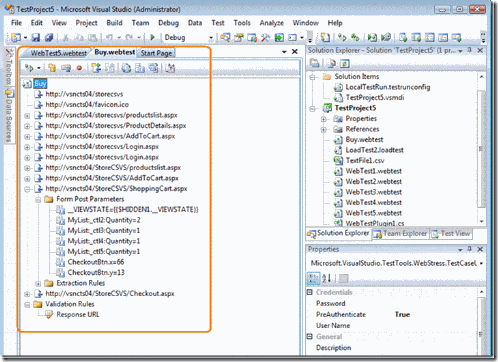 TestProject5 - Microsoft Visual Studio (Administrator)
File Edit View Project Build Team Debug Data Test Tools Analyze Window Help
Debug
WebTest5.webtest Buy.webtest Start Page
Buy
http://vsncts04/storecsvs
http://vsncts04/favicon.ico
http://vsncts04/storecsvs/productslist.aspx
http://vsncts04/storecsvs/ProductDetails.aspx
http://vsncts04/storecsvs/AddToCart.aspx
http://vsncts04/storecsvs/Login.aspx
http://vsncts04/storecsvs/Login.aspx
http://vsncts04/StoreCSVS/productslist.aspx
http://vsncts04/StoreCSVS/AddToCart.aspx
http://vsncts04/StoreCSVS/ShoppingCart.aspx
Form Post Parameters
__VIEWSTATE={{$HIDDEN1.__VIEWSTATE}}
MyList:_ctl2:Quantity=2
MyList:_ctl3:Quantity=1
MyList:_ctl5:Quantity=1
CheckoutBtn.x=66
CheckoutBtn.y=13
Extraction Rules
http://vsncts04/StoreCSVS/Checkout.aspx
Validation Rules
Response URL
Toolbox
Data Sources
Solution Explorer - Solution 'TestProject5' (1 pr...
Solution Items
LocalTestRun.testrunconfig
TestProject5.vsmdi
TestProject5
Properties
References
Buy.webtest
LoadTest2.loadtest
TextFile1.csv
WebTest1.webtest
WebTest2.webtest
WebTest3.webtest
WebTest4.webtest
WebTest5.webtest
WebTestPlugin1.cs
Solution Explorer Team Explorer Test View
Properties
Microsoft.VisualStudio.TestTools.WebStress.TestCaseL
Credentials
Password
PreAuthenticate True
User Name
General
Description